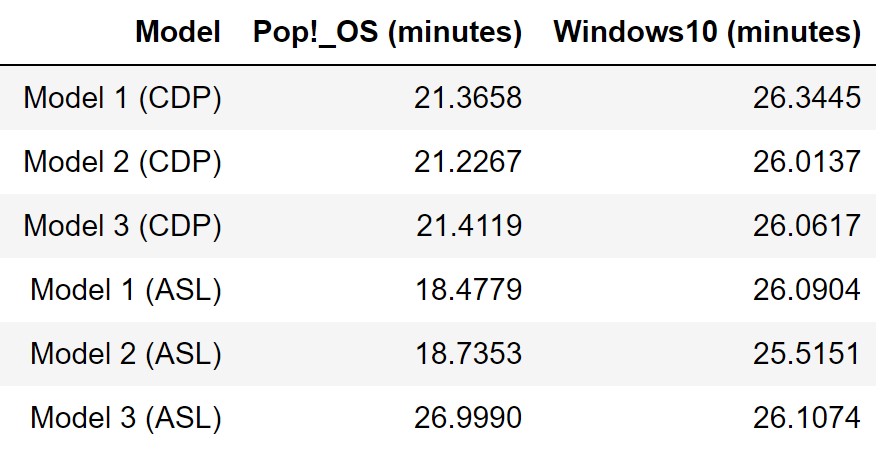 Model Pop!_OS (minutes) Windows10 (minutes)
Model 1 (CDP) 21.3658 26.3445
Model 2 (CDP) 21.2267 26.0137
Model 3 (CDP) 21.4119 26.0617
Model 1 (ASL) 18.4779 26.0904
Model 2 (ASL) 18.7353 25.5151
Model 3 (ASL) 26.9990 26.1074